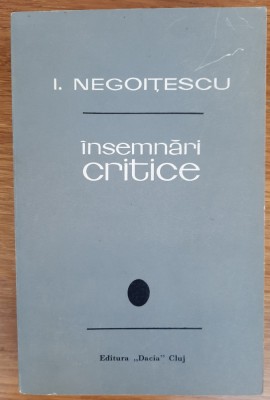 I. NEGOIȚESCU
însemnări
critice
Editura „Dacia” Cluj